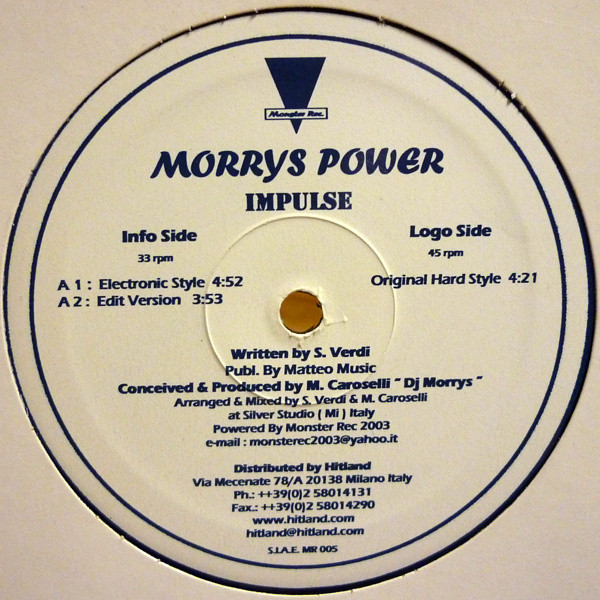 Monster Rec.
MORRYS POWER
IMPULSE
Info Side
33 rpm
A 1 : Electronic Style 4:52
A 2 : Edit Version 3:53
Logo Side
45 rpm
Original Hard Style 4:21
Written by S. Verdi
Publ. By Matteo Music
Conceived & Produced by M. Caroselli " Dj Morrys "
Arranged & Mixed by S. Verdi & M. Caroselli
at Silver Studio ( Mi ) Italy
Powered By Monster Rec 2003
e-mail : monsterec2003@yahoo.it
Distributed by Hitland
Via Mecenate 78/A 20138 Milano Italy
Ph.: ++39(0)2 58014131
Fax.: ++39(0)2 58014290
www.hitland.com
hitland@hitland.com
S.I.A.E. MR 005